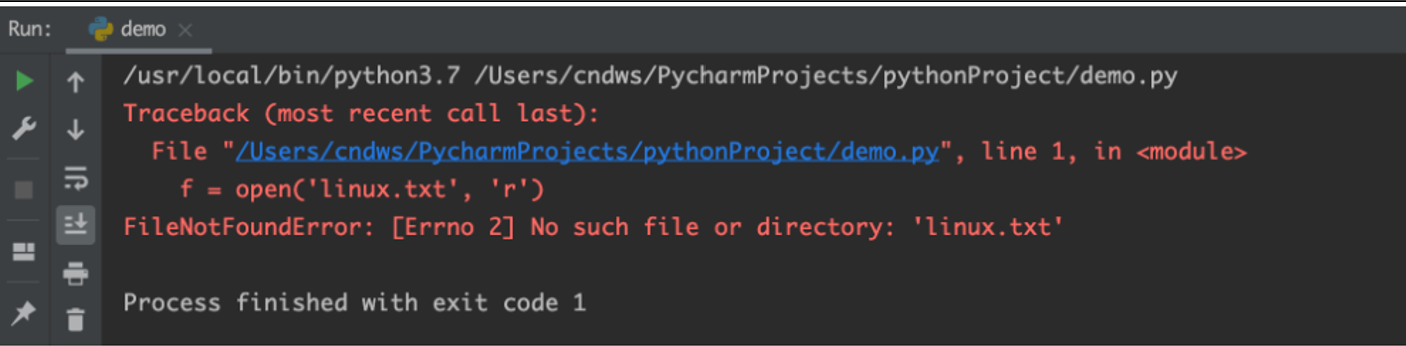 Run: demo
/usr/local/bin/python3.7 /Users/cndws/PycharmProjects/pythonProject/demo.py
Traceback (most recent call last):
  File "/Users/cndws/PycharmProjects/pythonProject/demo.py", line 1, in <module>
    f = open('linux.txt', 'r')
FileNotFoundError: [Errno 2] No such file or directory: 'linux.txt'
Process finished with exit code 1